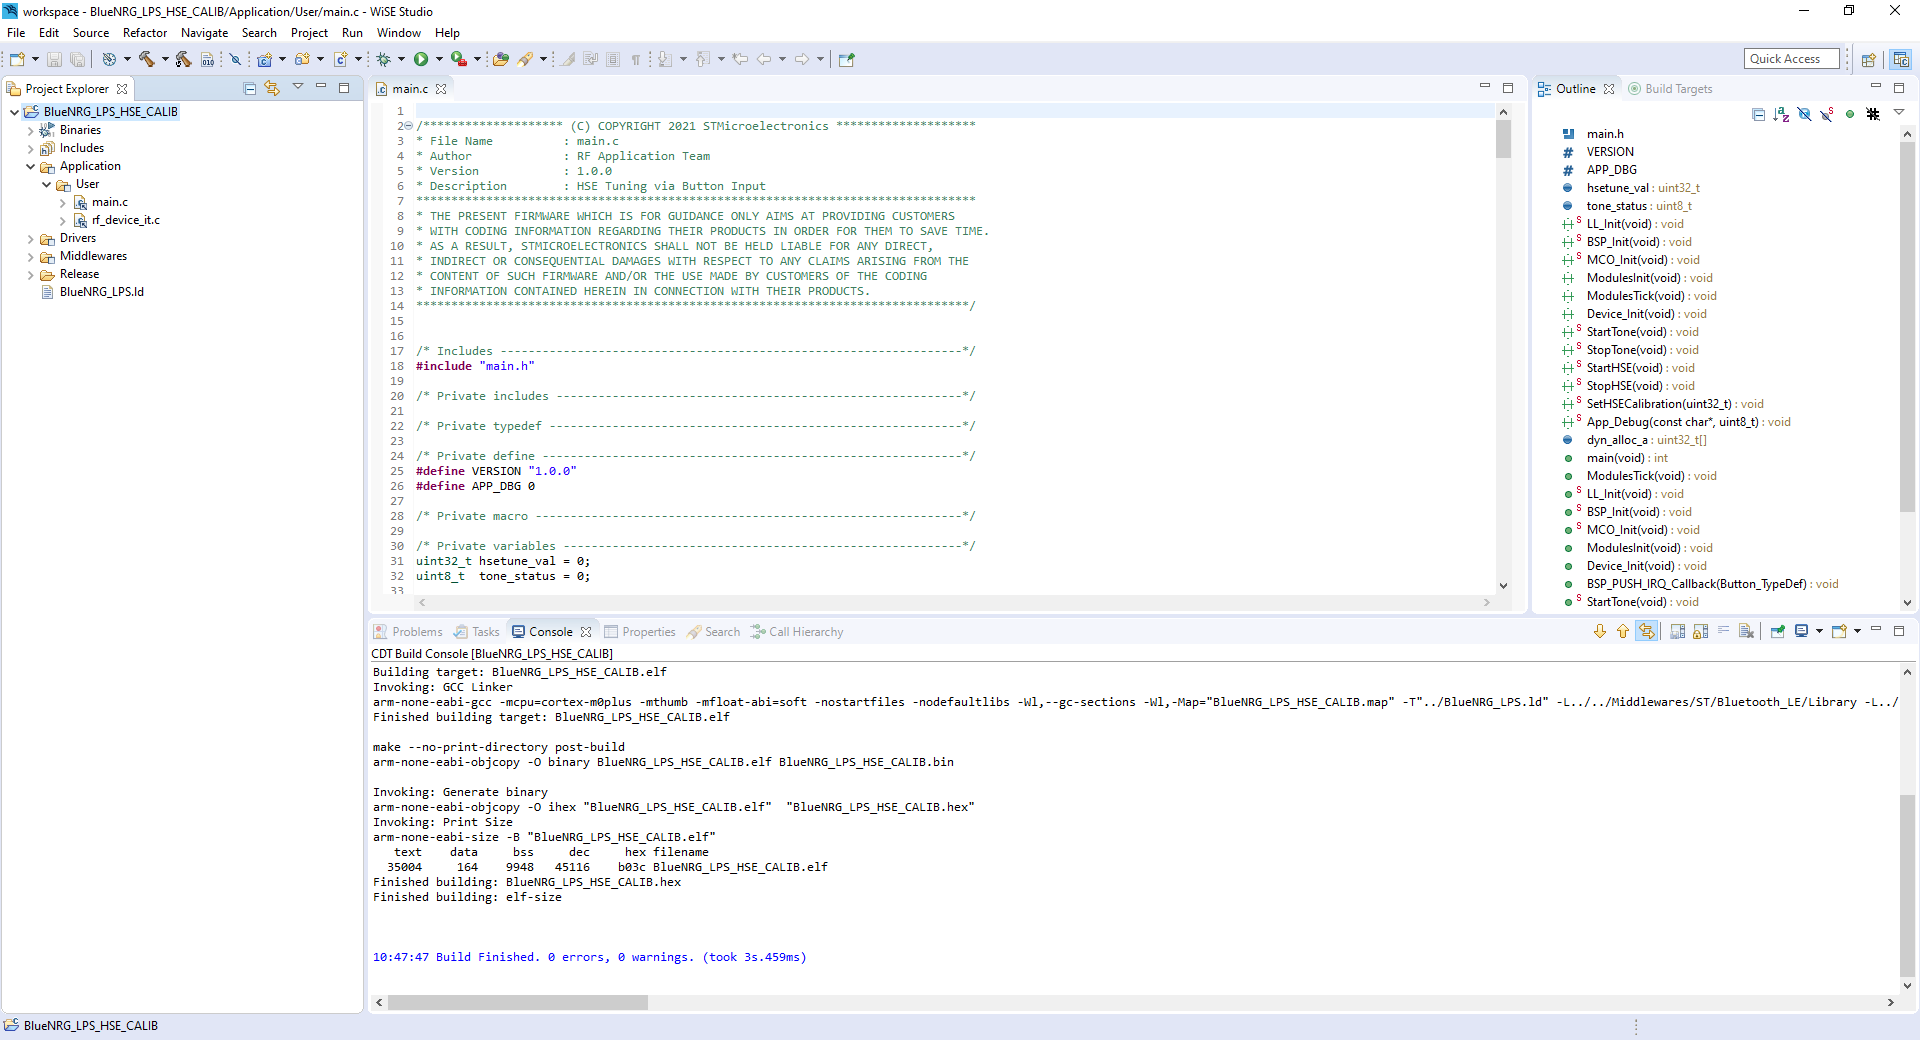 workspace - BlueNRG_LPS_HSE_CALIB/Application/User/main.c - WiSE Studio
File Edit Source Refactor Navigate Search Project Run Window Help
Quick Access
Project Explorer
BlueNRG_LPS_HSE_CALIB
Binaries
Includes
Application
User
main.c
rf_device_it.c
Drivers
Middlewares
Release
BlueNRG_LPS.ld
main.c
1
2 /******************** (C) COPYRIGHT 2021 STMicroelectronics ********************
3 * File Name          : main.c
4 * Author             : RF Application Team
5 * Version            : 1.0.0
6 * Description        : HSE Tuning via Button Input
7 ********************************************************************************
8 * THE PRESENT FIRMWARE WHICH IS FOR GUIDANCE ONLY AIMS AT PROVIDING CUSTOMERS
9 * WITH CODING INFORMATION REGARDING THEIR PRODUCTS IN ORDER FOR THEM TO SAVE TIME.
10 * AS A RESULT, STMICROELECTRONICS SHALL NOT BE HELD LIABLE FOR ANY DIRECT,
11 * INDIRECT OR CONSEQUENTIAL DAMAGES WITH RESPECT TO ANY CLAIMS ARISING FROM THE
12 * CONTENT OF SUCH FIRMWARE AND/OR THE USE MADE BY CUSTOMERS OF THE CODING
13 * INFORMATION CONTAINED HEREIN IN CONNECTION WITH THEIR PRODUCTS.
14 *******************************************************************************/
15
16
17 /* Includes ------------------------------------------------------------------*/
18 #include "main.h"
19
20 /* Private includes ----------------------------------------------------------*/
21
22 /* Private typedef -----------------------------------------------------------*/
23
24 /* Private define ------------------------------------------------------------*/
25 #define VERSION "1.0.0"
26 #define APP_DBG 0
27
28 /* Private macro -------------------------------------------------------------*/
29
30 /* Private variables ---------------------------------------------------------*/
31 uint32_t hsetune_val = 0;
32 uint8_t  tone_status = 0;
33
Outline Build Targets
main.h
VERSION
APP_DBG
hsetune_val : uint32_t
tone_status : uint8_t
LL_Init(void) : void
BSP_Init(void) : void
MCO_Init(void) : void
ModulesInit(void) : void
ModulesTick(void) : void
Device_Init(void) : void
StartTone(void) : void
StopTone(void) : void
StartHSE(void) : void
StopHSE(void) : void
SetHSECalibration(uint32_t) : void
App_Debug(const char*, uint8_t) : void
dyn_alloc_a : uint32_t[]
main(void) : int
ModulesTick(void) : void
LL_Init(void) : void
BSP_Init(void) : void
MCO_Init(void) : void
ModulesInit(void) : void
Device_Init(void) : void
BSP_PUSH_IRQ_Callback(Button_TypeDef) : void
StartTone(void) : void
Problems Tasks Console Properties Search Call Hierarchy
CDT Build Console [BlueNRG_LPS_HSE_CALIB]
Building target: BlueNRG_LPS_HSE_CALIB.elf
Invoking: GCC Linker
arm-none-eabi-gcc -mcpu=cortex-m0plus -mthumb -mfloat-abi=soft -nostartfiles -nodefaultlibs -Wl,--gc-sections -Wl,-Map="BlueNRG_LPS_HSE_CALIB.map" -T"../BlueNRG_LPS.ld" -L../../Middlewares/ST/Bluetooth_LE/Library -L../
Finished building target: BlueNRG_LPS_HSE_CALIB.elf
make --no-print-directory post-build
arm-none-eabi-objcopy -O binary BlueNRG_LPS_HSE_CALIB.elf BlueNRG_LPS_HSE_CALIB.bin
Invoking: Generate binary
arm-none-eabi-objcopy -O ihex "BlueNRG_LPS_HSE_CALIB.elf"  "BlueNRG_LPS_HSE_CALIB.hex"
Invoking: Print Size
arm-none-eabi-size -B "BlueNRG_LPS_HSE_CALIB.elf"
text    data     bss     dec     hex filename
35004     164    9948   45116    b03c BlueNRG_LPS_HSE_CALIB.elf
Finished building: BlueNRG_LPS_HSE_CALIB.hex
Finished building: elf-size
10:47:47 Build Finished. 0 errors, 0 warnings. (took 3s.459ms)
BlueNRG_LPS_HSE_CALIB